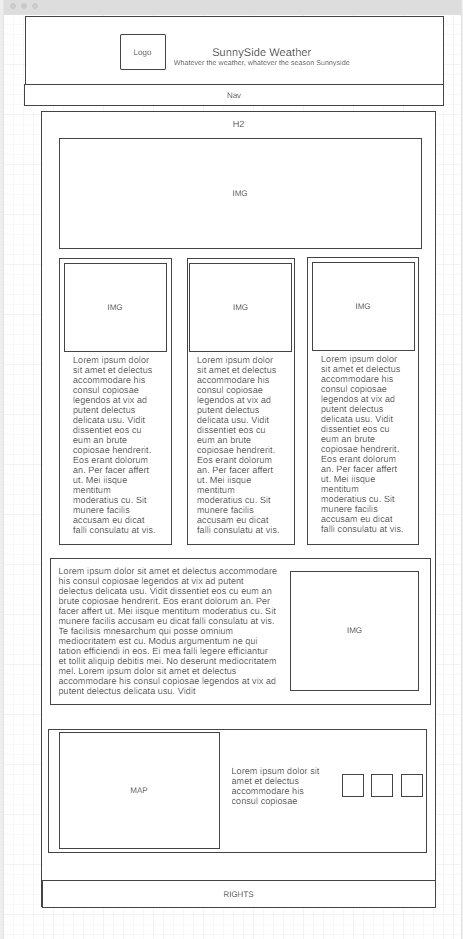 Logo
SunnySide Weather
Whatever the weather, whatever the season Sunnyside
Nav
H2
IMG
IMG
Lorem ipsum dolor
sit amet et delectus
accommodare his
consul copiosae
legendos at vix ad
putent delectus
delicata usu. Vidit
dissentiet eos cu
eum an brute
copiosae hendrerit.
Eos erant dolorum
an. Per facer affert
ut. Mei iisque
mentitum
moderatius cu. Sit
munere facilis
accusam eu dicat
falli consulatu at vis.
IMG
Lorem ipsum dolor
sit amet et delectus
accommodare his
consul copiosae
legendos at vix ad
putent delectus
delicata usu. Vidit
dissentiet eos cu
eum an brute
copiosae hendrerit.
Eos erant dolorum
an. Per facer affert
ut. Mei iisque
mentitum
moderatius cu. Sit
munere facilis
accusam eu dicat
falli consulatu at vis.
IMG
Lorem ipsum dolor
sit amet et delectus
accommodare his
consul copiosae
legendos at vix ad
putent delectus
delicata usu. Vidit
dissentiet eos cu
eum an brute
copiosae hendrerit.
Eos erant dolorum
an. Per facer affert
ut. Mei iisque
mentitum
moderatius cu. Sit
munere facilis
accusam eu dicat
falli consulatu at vis.
Lorem ipsum dolor sit amet et delectus accommodare
his consul copiosae legendos at vix ad putent
delectus delicata usu. Vidit dissentiet eos cu eum an
brute copiosae hendrerit. Eos erant dolorum an. Per
facer affert ut. Mei iisque mentitum moderatius cu. Sit
munere facilis accusam eu dicat falli consulatu at vis.
Te facilisis mnesarchum qui posse omnium
mediocritatem est cu. Modus argumentum ne qui
tation efficiendi in eos. Ei mea falli legere efficiantur
et tollit aliquip debitis mei. No deserunt mediocritatem
mel. Lorem ipsum dolor sit amet et delectus
accommodare his consul copiosae legendos at vix ad
putent delectus delicata usu. Vidit
IMG
MAP
Lorem ipsum dolor sit
amet et delectus
accommodare his
consul copiosae
RIGHTS